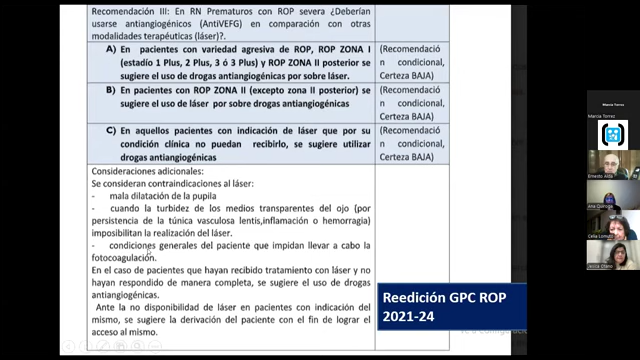 Recomendación III: En RN Prematuros con ROP severa ¿Deberían
usarse antiangiogénicos (AntiVEFG) en comparación con otras
modalidades terapéuticas (láser)?.
A) En pacientes con variedad agresiva de ROP, ROP ZONA I
(estadío 1 Plus, 2 Plus, 3 ó 3 Plus) y ROP ZONA II posterior se
sugiere el uso de drogas antiangiogénicas por sobre láser.
(Recomendació
n condicional,
Certeza BAJA)
B) En pacientes con ROP ZONA II (excepto zona II posterior) se
sugiere el uso de láser por sobre drogas antiangiogénicas
(Recomendació
n condicional,
Certeza BAJA)
C) En aquellos pacientes con indicación de láser que por su
condición clínica no puedan recibirlo, se sugiere utilizar
drogas antiangiogénicas
(Recomendació
n condicional,
Certeza BAJA)
Consideraciones adicionales:
Se consideran contraindicaciones al láser:
- mala dilatación de la pupila
- cuando la turbidez de los medios transparentes del ojo (por
persistencia de la túnica vasculosa lentis,inflamación o hemorragia)
imposibilitan la realización del láser.
- condiciones generales del paciente que impidan llevar a cabo la
fotocoagulación.
En el caso de pacientes que hayan recibido tratamiento con láser y no
hayan respondido de manera completa, se sugiere el uso de drogas
antiangiogénicas.
Ante la no disponibilidad de láser en pacientes con indicación del
mismo, se sugiere la derivación del paciente con el fin de lograr el
acceso al mismo.
Reedición GPC ROP
2021-24
Marcia Torrez
Marcia Torrez
Ernesto Alda
Ana Quiroga
Celia Lomuto